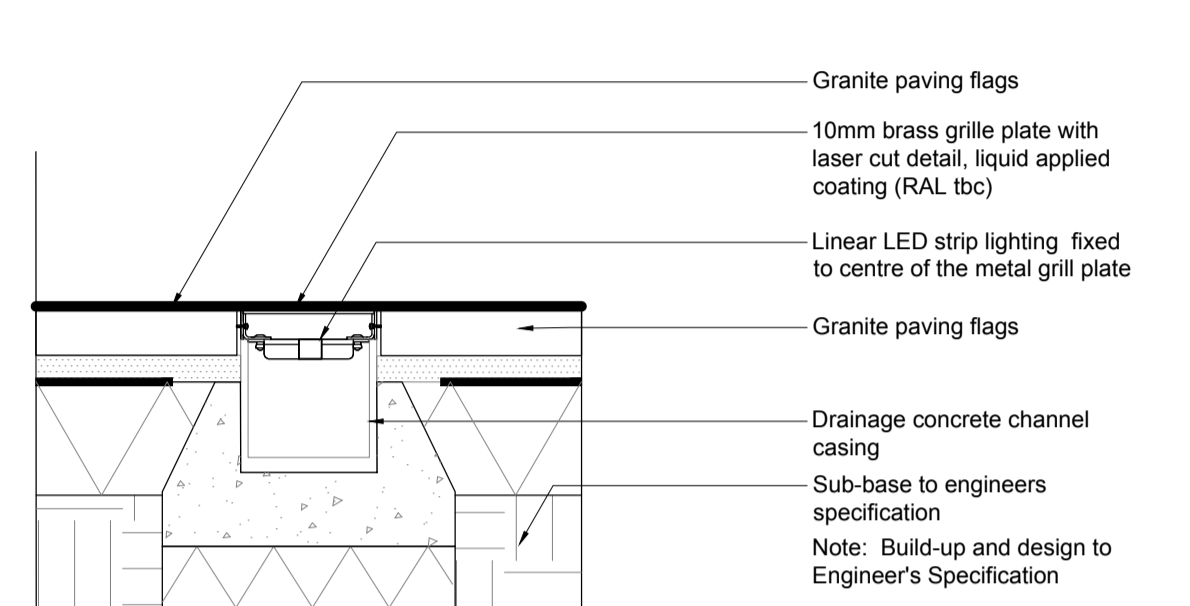 Granite paving flags
10mm brass grille plate with
laser cut detail, liquid applied
coating (RAL tbc)
Linear LED strip lighting fixed
to centre of the metal grill plate
Granite paving flags
Drainage concrete channel
casing
Sub-base to engineers
specification
Note: Build-up and design to
Engineer's Specification